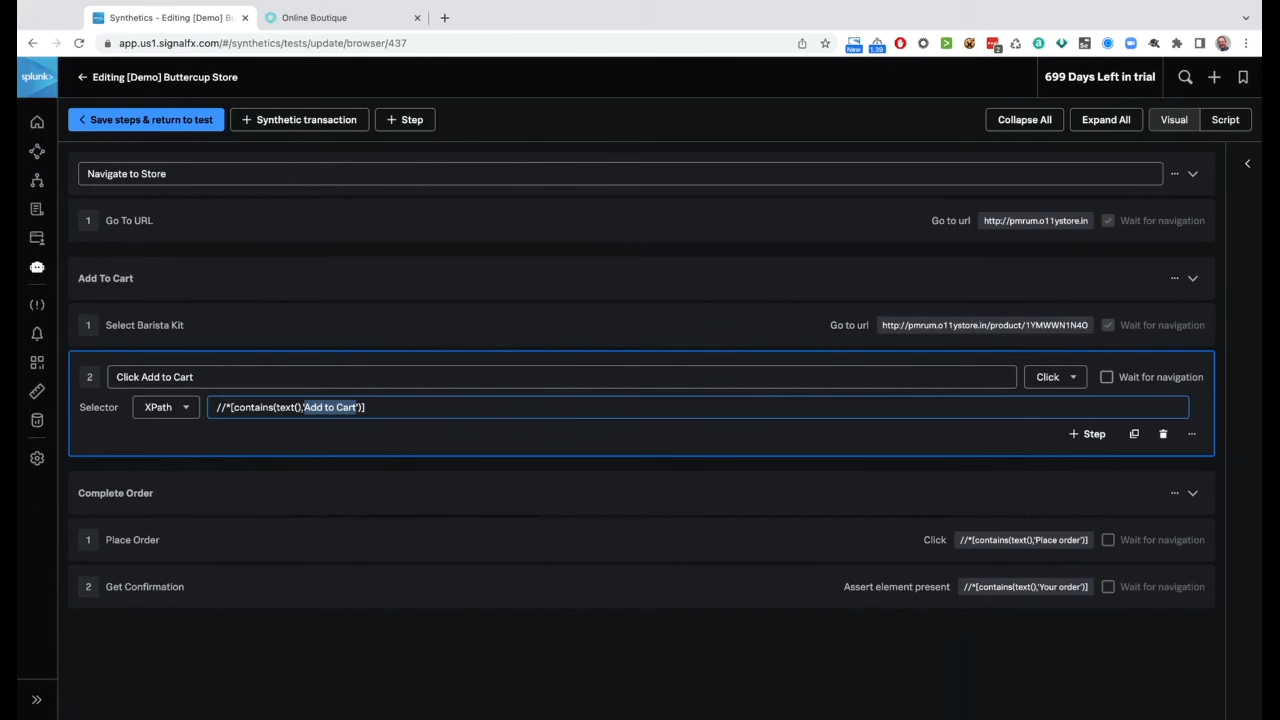 Synthetics - Editing [Demo] Bu
Online Boutique
app.us1.signalfx.com/#/synthetics/tests/update/browser/437
New
1.39
2
splunk>
Editing [Demo] Buttercup Store
699 Days Left in trial
Save steps & return to test
+ Synthetic transaction
+ Step
Collapse All
Expand All
Visual
Script
Navigate to Store
1 Go To URL Go to url http://pmrum.o11ystore.in Wait for navigation
Add To Cart
1 Select Barista Kit Go to url http://pmrum.o11ystore.in/product/1YMWWN1N4O Wait for navigation
2 Click Add to Cart Click Wait for navigation
Selector XPath //*[contains(text(),'Add to Cart')]
+ Step
Complete Order
1 Place Order Click //*[contains(text(),'Place order')] Wait for navigation
2 Get Confirmation Assert element present //*[contains(text(),'Your order')] Wait for navigation